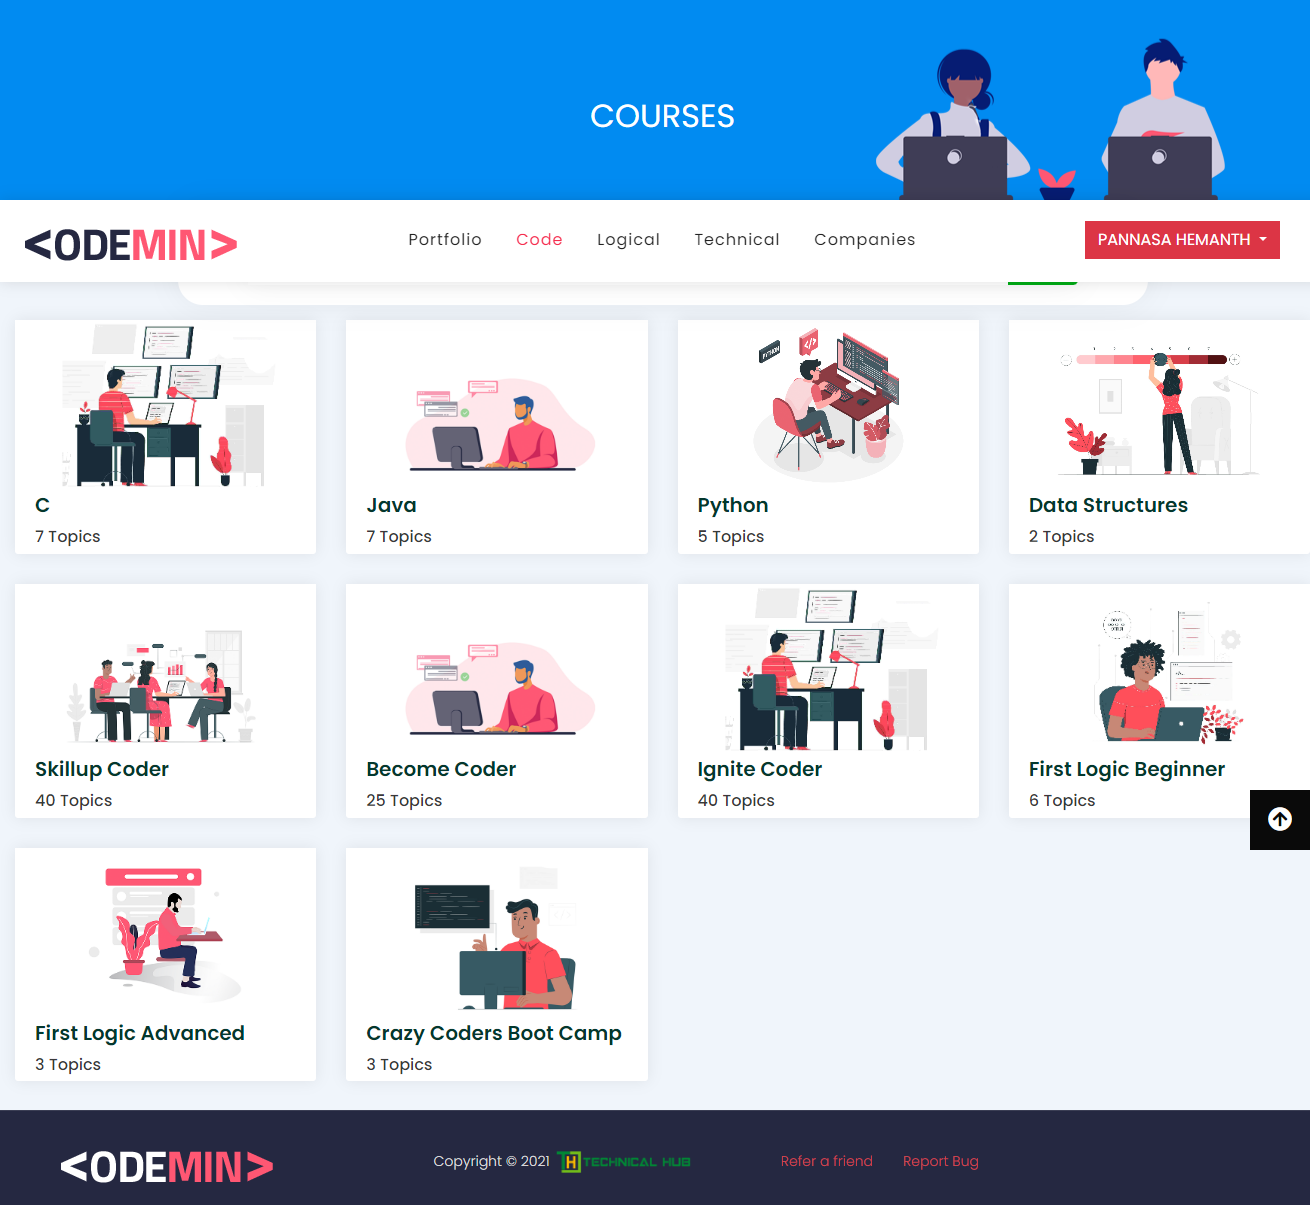 COURSES
<ODEMIN>
Portfolio Code Logical Technical Companies
PANNASA HEMANTH
PYTHON
</>
C
7 Topics
Java
7 Topics
Python
5 Topics
Data Structures
2 Topics
Skillup Coder
40 Topics
Become Coder
25 Topics
Ignite Coder
40 Topics
First Logic Beginner
6 Topics
First Logic Advanced
3 Topics
Crazy Coders Boot Camp
3 Topics
<ODEMIN>
Copyright © 2021 TH TECHNICAL HUB
Refer a friend Report Bug